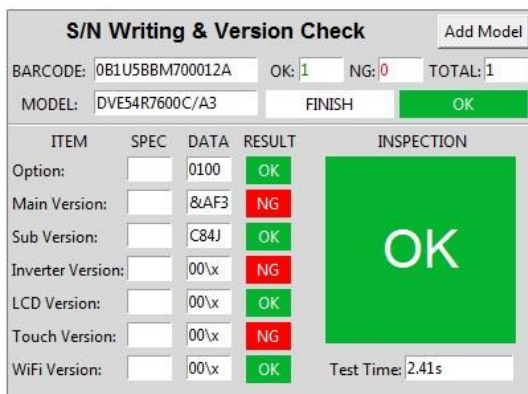 S/N Writing & Version Check Add Model
BARCODE: 0B1U5BBM700012A OK: 1 NG: 0 TOTAL: 1
MODEL: DVE54R7600C/A3 FINISH OK
ITEM SPEC DATA RESULT INSPECTION
Option: 0100 OK
Main Version: &AF3 NG
Sub Version: C84J OK
Inverter Version: 00\x NG
LCD Version: 00\x OK
Touch Version: 00\x NG
WiFi Version: 00\x OK
OK
Test Time: 2.41s